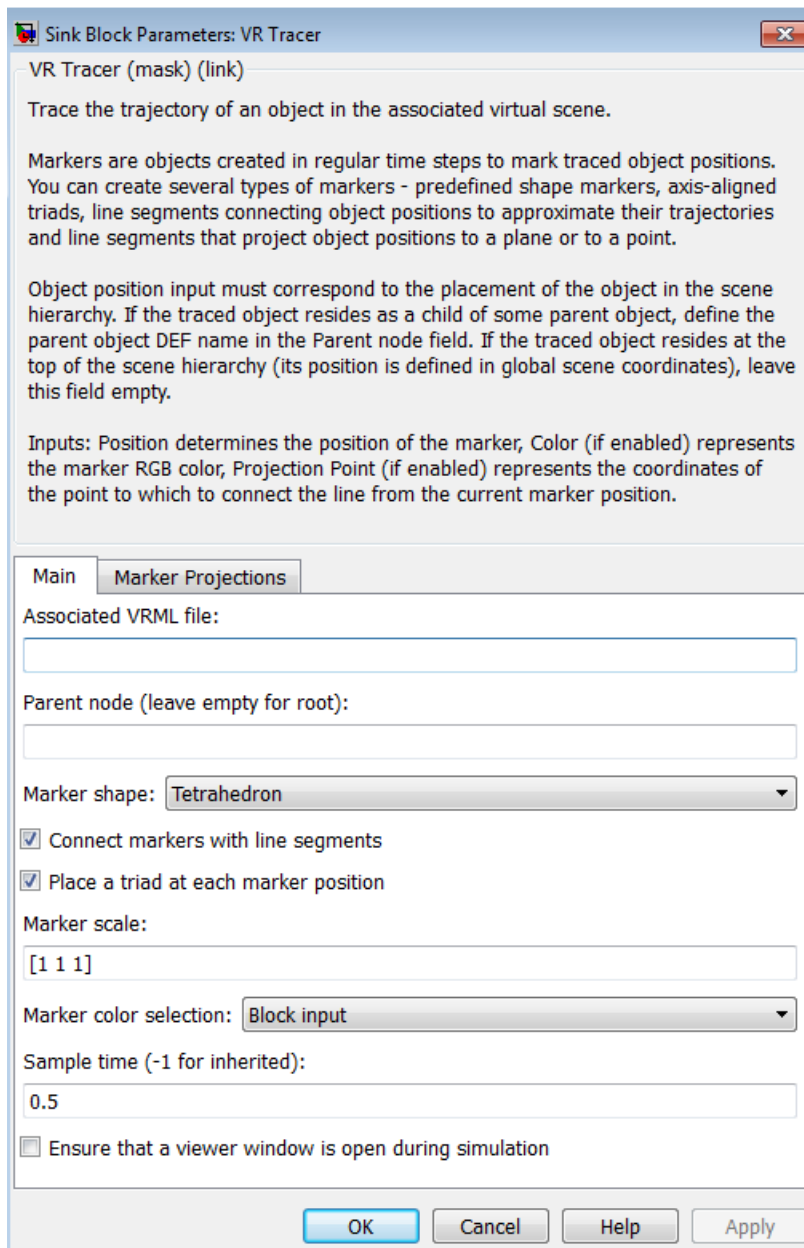 Sink Block Parameters: VR Tracer
VR Tracer (mask) (link)
Trace the trajectory of an object in the associated virtual scene.
Markers are objects created in regular time steps to mark traced object positions.
You can create several types of markers - predefined shape markers, axis-aligned
triads, line segments connecting object positions to approximate their trajectories
and line segments that project object positions to a plane or to a point.
Object position input must correspond to the placement of the object in the scene
hierarchy. If the traced object resides as a child of some parent object, define the
parent object DEF name in the Parent node field. If the traced object resides at the
top of the scene hierarchy (its position is defined in global scene coordinates), leave
this field empty.
Inputs: Position determines the position of the marker, Color (if enabled) represents
the marker RGB color, Projection Point (if enabled) represents the coordinates of
the point to which to connect the line from the current marker position.
Main Marker Projections
Associated VRML file:
Parent node (leave empty for root):
Marker shape: Tetrahedron
Connect markers with line segments
Place a triad at each marker position
Marker scale:
[1 1 1]
Marker color selection: Block input
Sample time (-1 for inherited):
0.5
Ensure that a viewer window is open during simulation
OK Cancel Help Apply